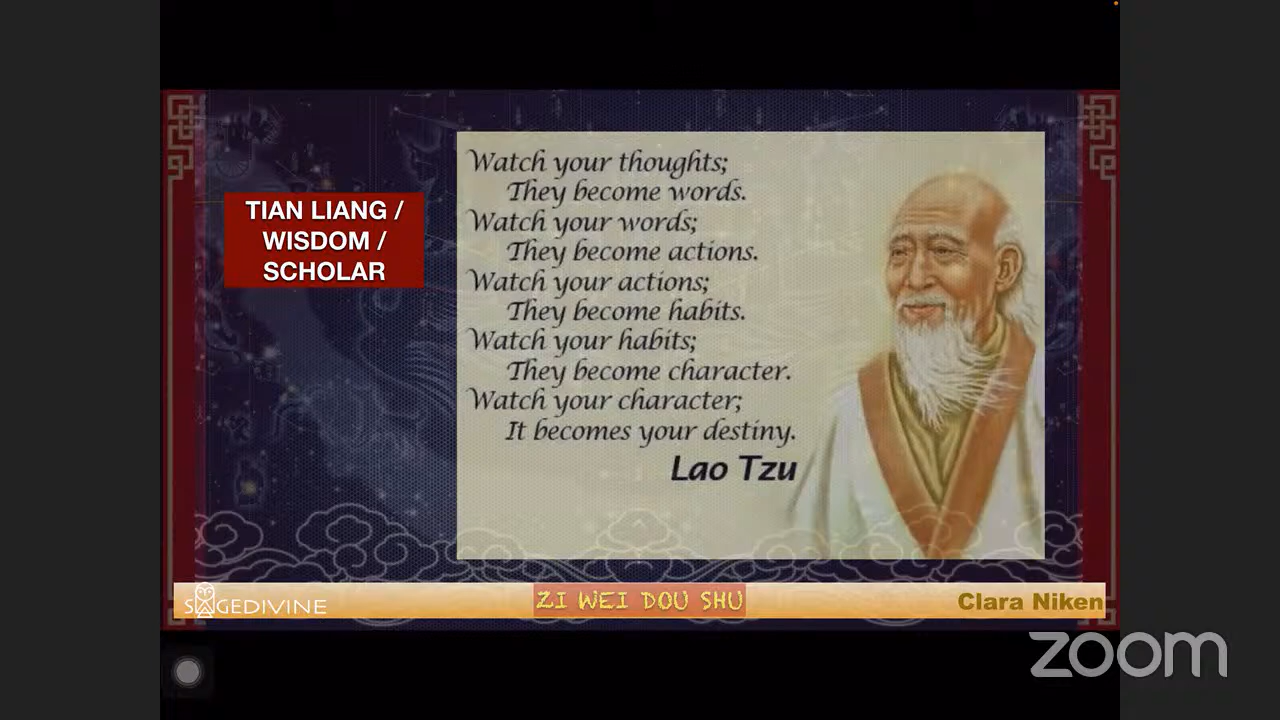 TIAN LIANG /
WISDOM /
SCHOLAR
Watch your thoughts;
They become words.
Watch your words;
They become actions.
Watch your actions;
They become habits.
Watch your habits;
They become character.
Watch your character;
It becomes your destiny.
Lao Tzu
SAGEDIVINE
ZI WEI DOU SHU
Clara Niken
zoom